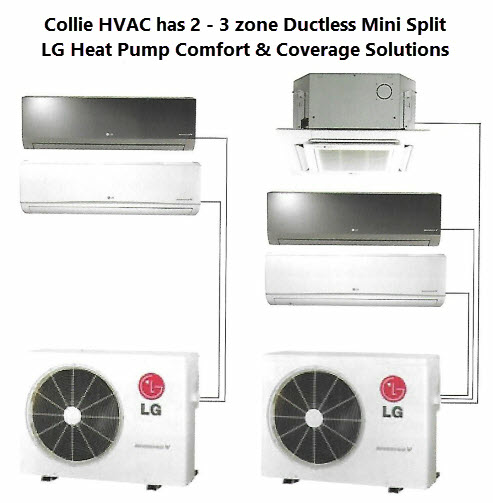 Collie HVAC has 2 - 3 zone Ductless Mini Split
LG Heat Pump Comfort & Coverage Solutions
LG
LG